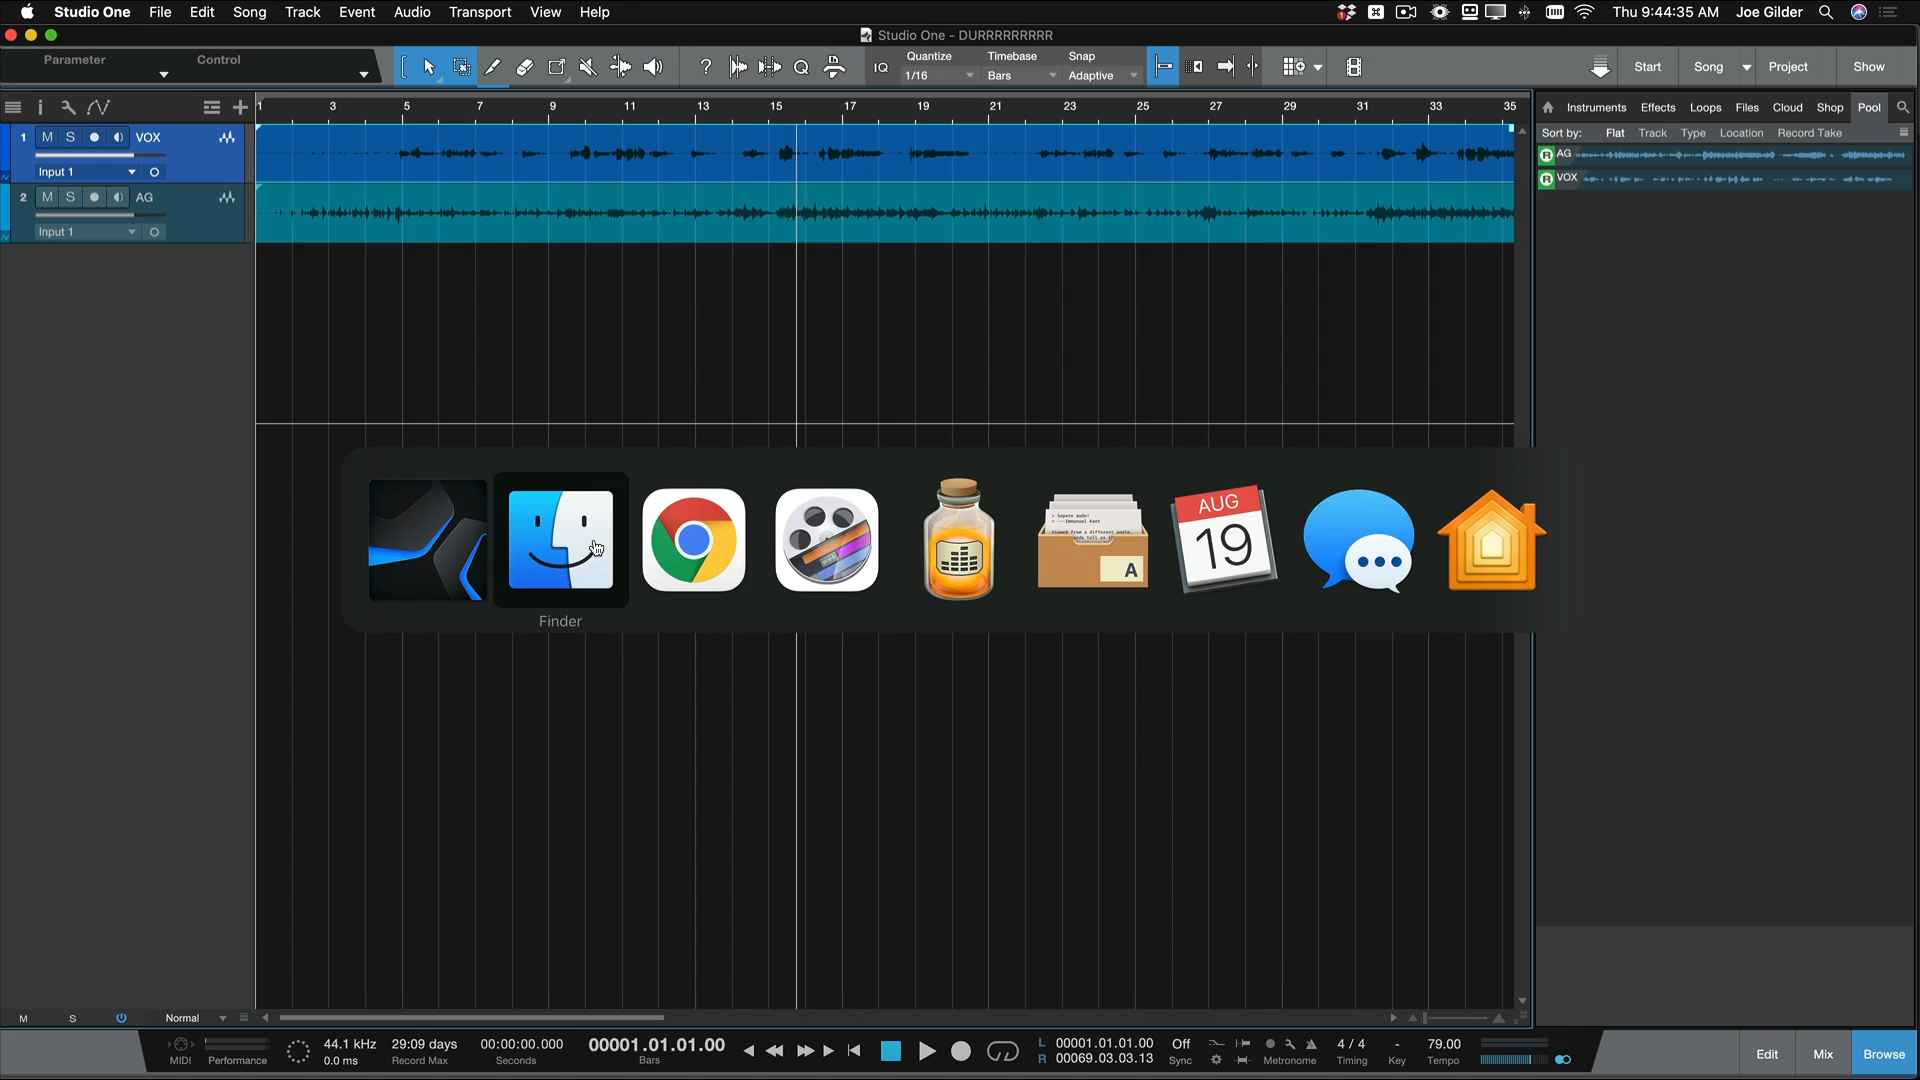 Studio One File Edit Song Track Event Audio Transport View Help
Thu 9:44:35 AM Joe Gilder
Studio One - DURRRRRRRRR
Parameter Control
Quantize Timebase Snap
IQ 1/16 Bars Adaptive
Start Song Project Show
1 3 5 7 9 11 13 15 17 19 21 23 25 27 29 31 33 35
Instruments Effects Loops Files Cloud Shop Pool
Sort by: Flat Track Type Location Record Take
1 M S VOX
Input 1
2 M S AG
Input 1
R AG
R VOX
AUG
19
A
Finder
M S Normal
MIDI Performance
44.1 kHz
0.0 ms
29:09 days
Record Max
00:00:00.000
Seconds
00001.01.01.00
Bars
L 00001.01.01.00
R 00069.03.03.13
Off
Sync
Metronome
4 / 4
Timing
-
Key
79.00
Tempo
Edit Mix Browse